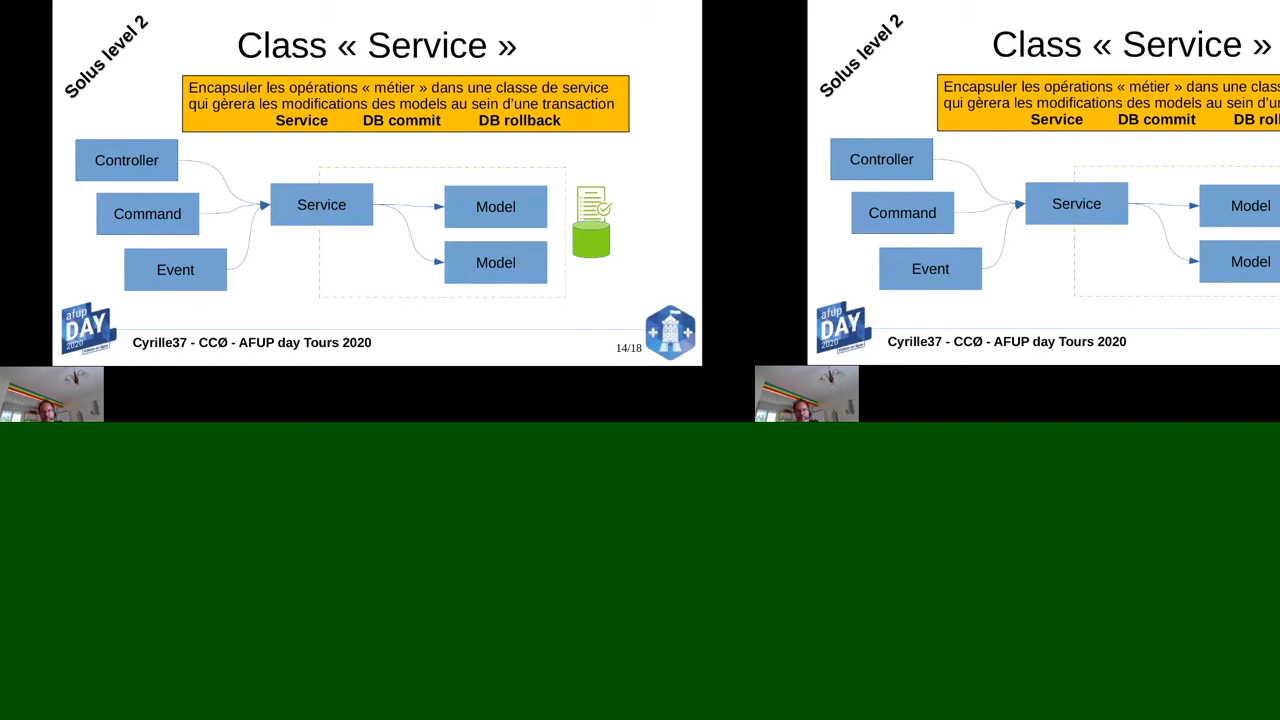 Solus level 2
Class « Service »
Encapsuler les opérations « métier » dans une classe de service
qui gèrera les modifications des models au sein d'une transaction
Service DB commit DB rollback
Controller
Command
Event
Service
Model
Model
afup
DAY
2020
Cyrille37 - CCØ - AFUP day Tours 2020
14/18
Solus level 2
Class « Service »
Encapsuler les opérations « métier » dans une clas
qui gèrera les modifications des models au sein d'u
Service DB commit DB rol
Controller
Command
Event
Service
Model
Model
afup
DAY
2020
Cyrille37 - CCØ - AFUP day Tours 2020